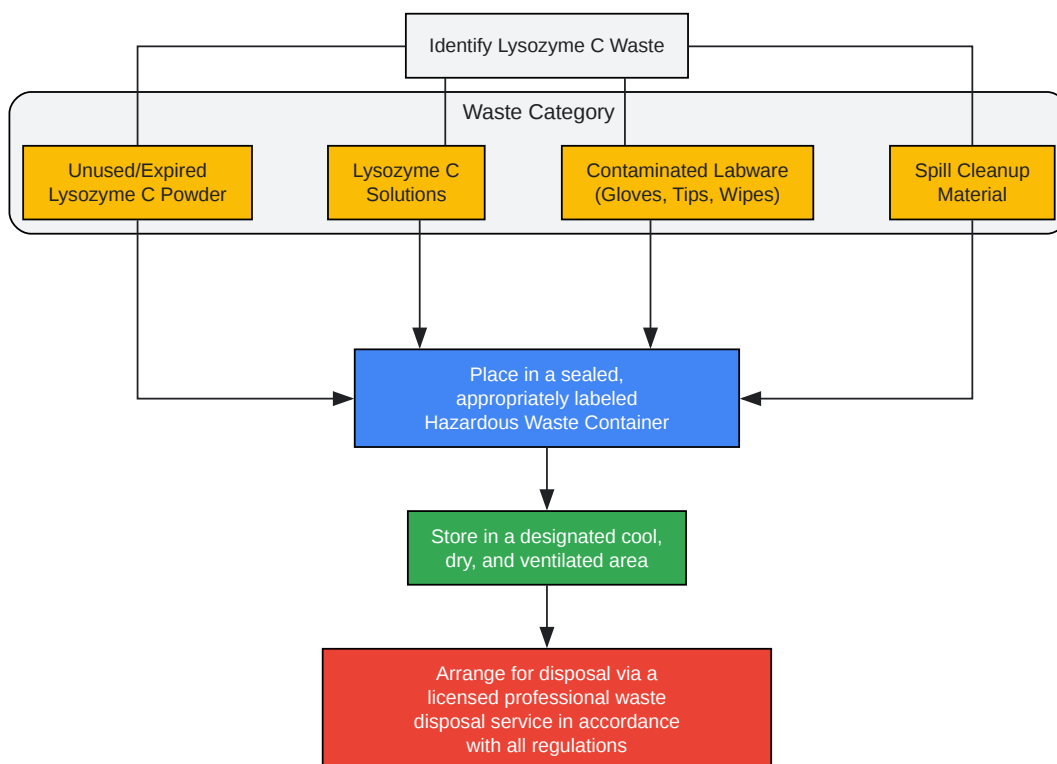 Identify Lysozyme C Waste
Waste Category
Unused/Expired
Lysozyme C Powder
Lysozyme C
Solutions
Contaminated Labware
(Gloves, Tips, Wipes)
Spill Cleanup
Material
Place in a sealed,
appropriately labeled
Hazardous Waste Container
Store in a designated cool,
dry, and ventilated area
Arrange for disposal via a
licensed professional waste
disposal service in accordance
with all regulations